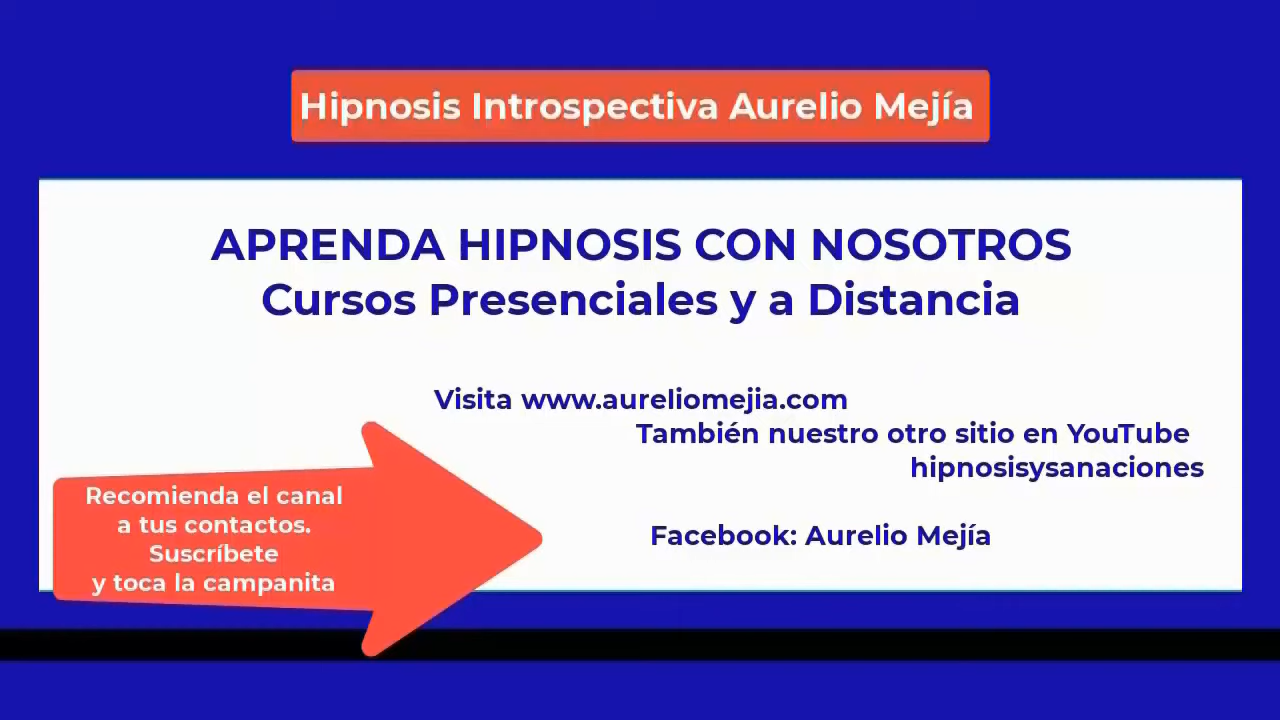 Hipnosis Introspectiva Aurelio Mejía
APRENDA HIPNOSIS CON NOSOTROS
Cursos Presenciales y a Distancia
Visita www.aureliomejia.com
También nuestro otro sitio en YouTube
hipnosisysanaciones
Facebook: Aurelio Mejía
Recomienda el canal
a tus contactos.
Suscríbete
y toca la campanita